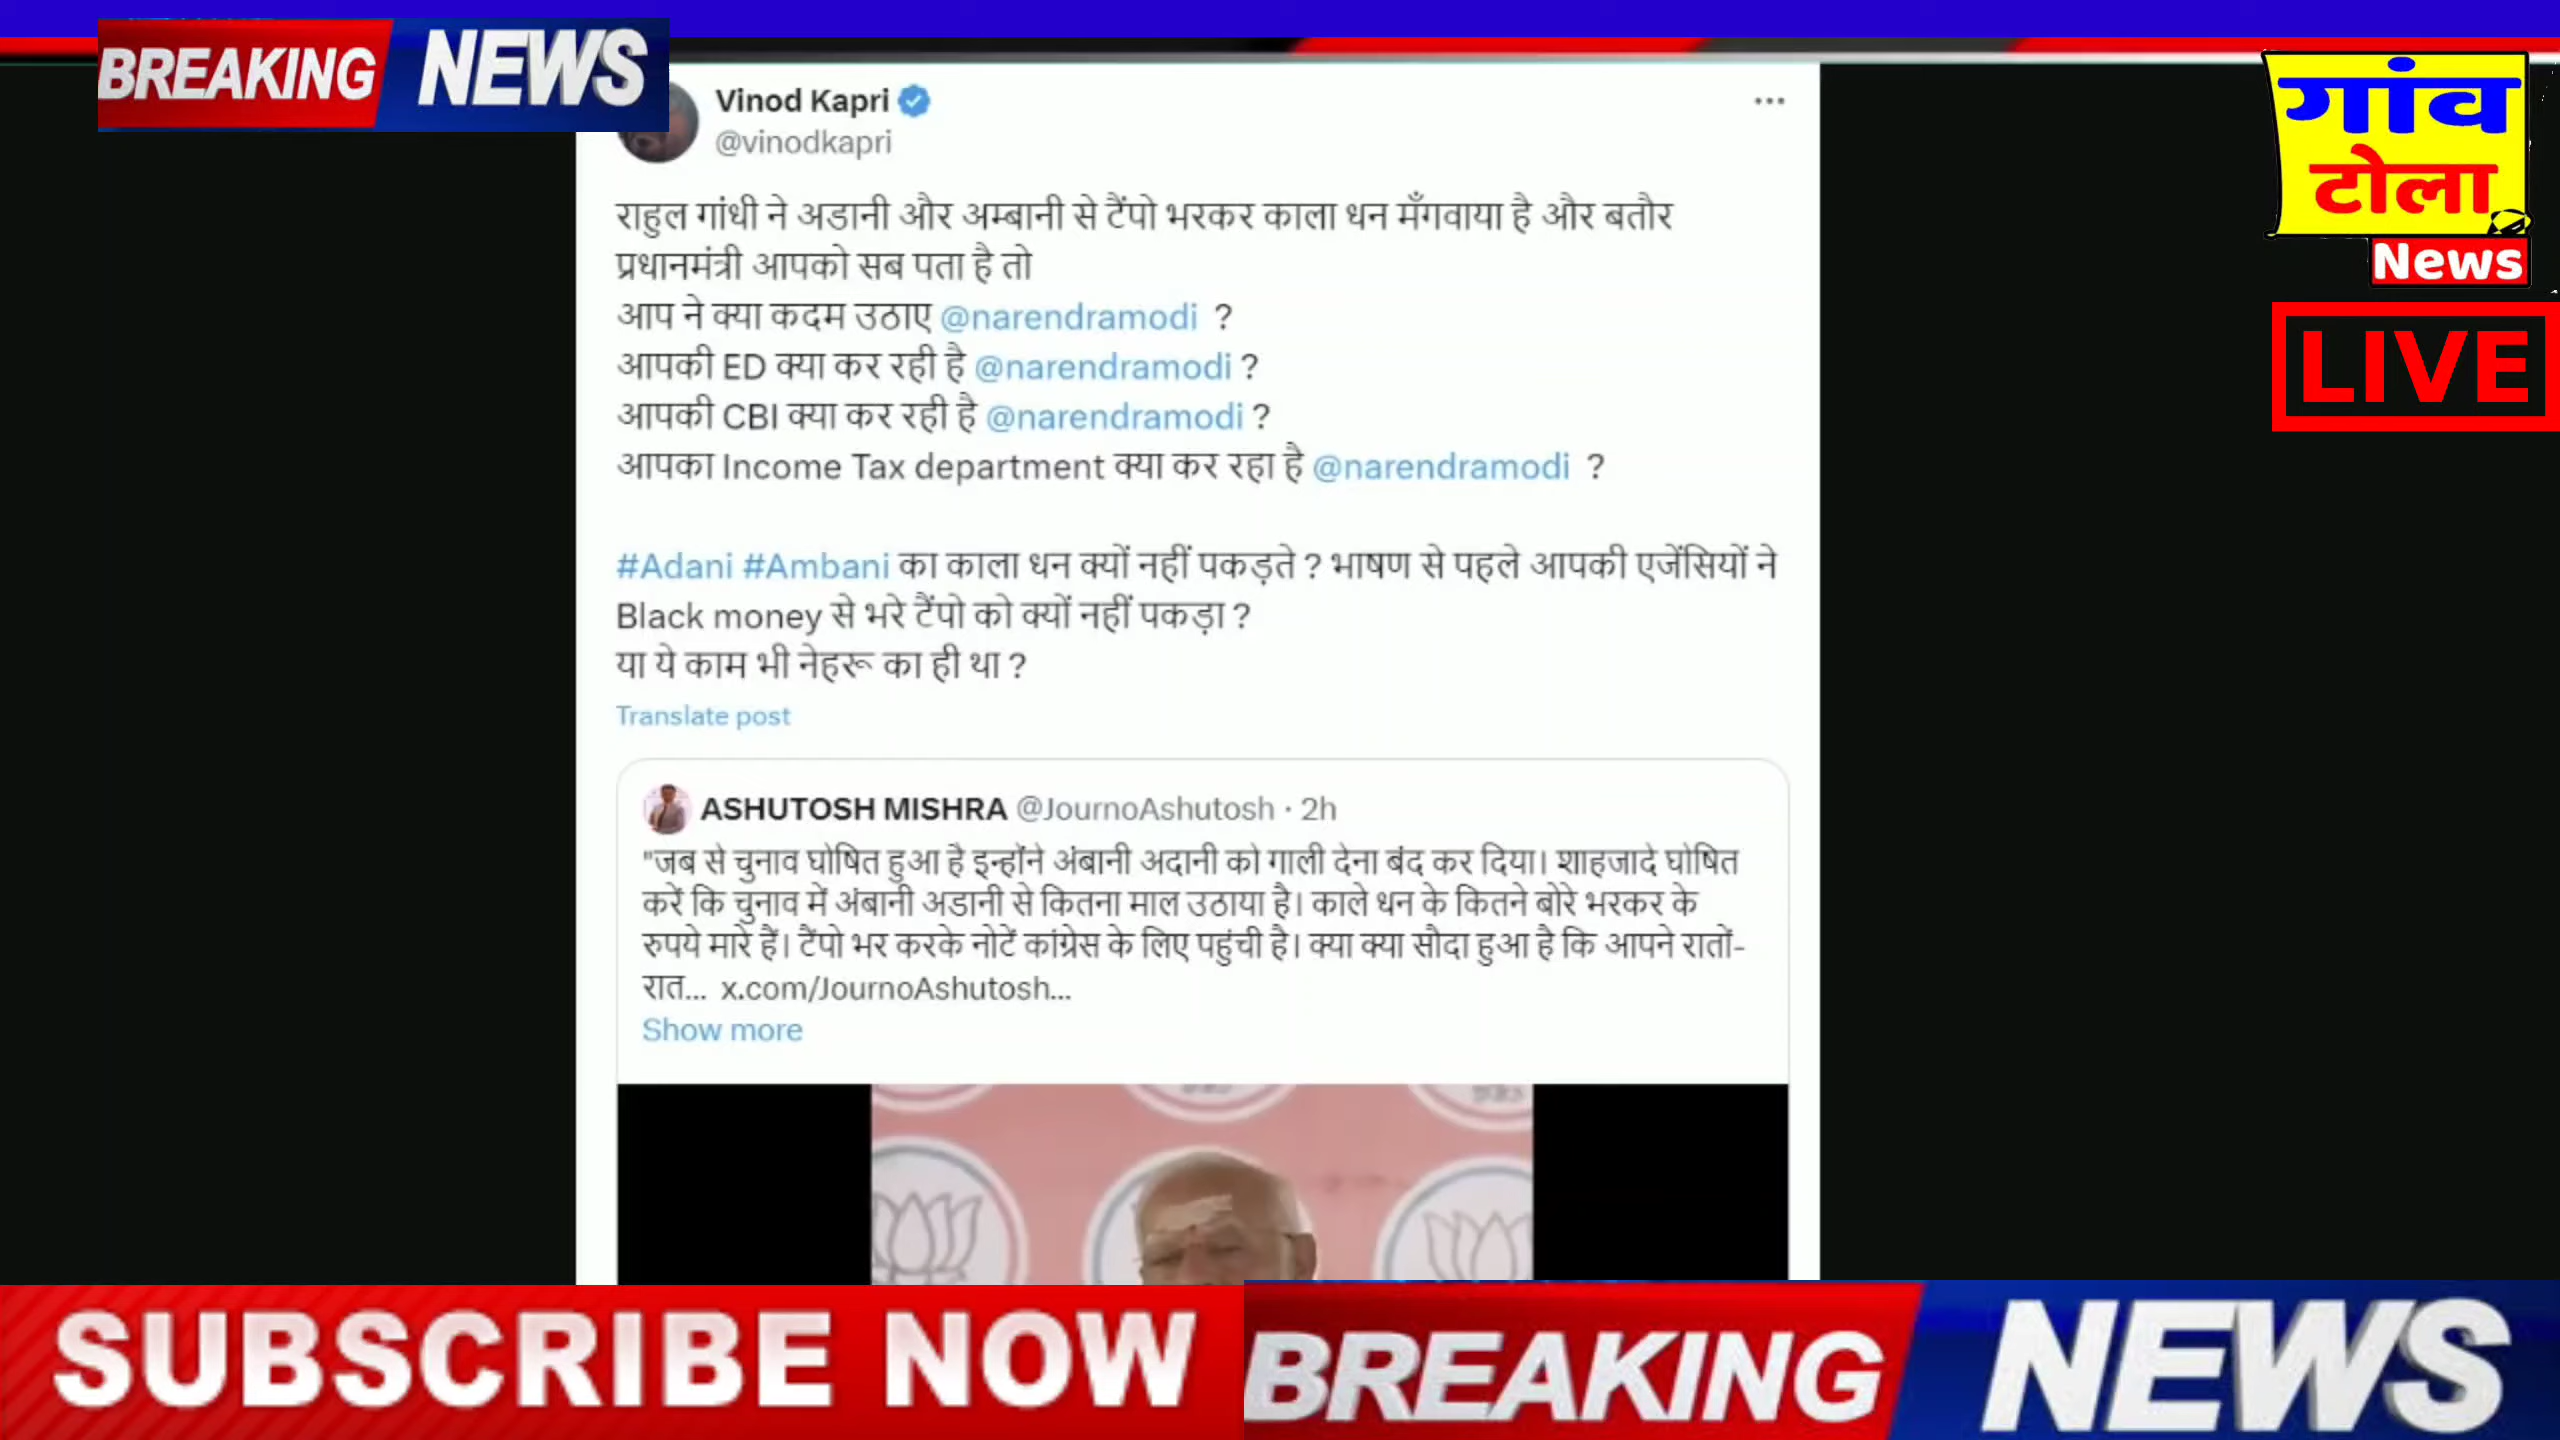 BREAKING NEWS
Vinod Kapri
@vinodkapri
गांव
टोला
News
LIVE
राहुल गांधी ने अडानी और अम्बानी से टैंपो भरकर काला धन मँगवाया है और बतौर
प्रधानमंत्री आपको सब पता है तो
आप ने क्या कदम उठाए @narendramodi ?
आपकी ED क्या कर रही है @narendramodi ?
आपकी CBI क्या कर रही है @narendramodi ?
आपका Income Tax department क्या कर रहा है @narendramodi ?
#Adani #Ambani का काला धन क्यों नहीं पकड़ते ? भाषण से पहले आपकी एजेंसियों ने
Black money से भरे टैंपो को क्यों नहीं पकड़ा ?
या ये काम भी नेहरू का ही था ?
Translate post
ASHUTOSH MISHRA @JournoAshutosh · 2h
"जब से चुनाव घोषित हुआ है इन्होंने अंबानी अदानी को गाली देना बंद कर दिया। शाहजादे घोषित
करें कि चुनाव में अंबानी अडानी से कितना माल उठाया है। काले धन के कितने बोरे भरकर के
रुपये मारे हैं। टैंपो भर करके नोटें कांग्रेस के लिए पहुंची है। क्या क्या सौदा हुआ है कि आपने रातों-
रात... x.com/JournoAshutosh...
Show more
SUBSCRIBE NOW
BREAKING NEWS